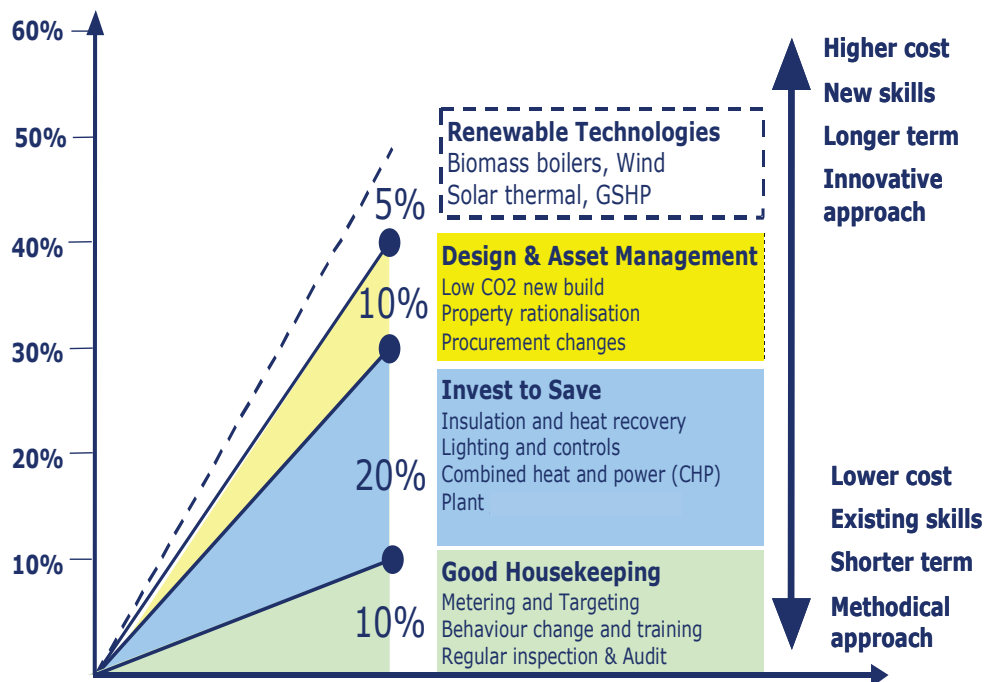 60%
50%
40%
30%
20%
10%
5%
10%
20%
10%
Renewable Technologies
Biomass boilers, Wind
Solar thermal, GSHP
Design & Asset Management
Low CO2 new build
Property rationalisation
Procurement changes
Invest to Save
Insulation and heat recovery
Lighting and controls
Combined heat and power (CHP)
Plant
Good Housekeeping
Metering and Targeting
Behaviour change and training
Regular inspection & Audit
Higher cost
New skills
Longer term
Innovative
approach
Lower cost
Existing skills
Shorter term
Methodical
approach